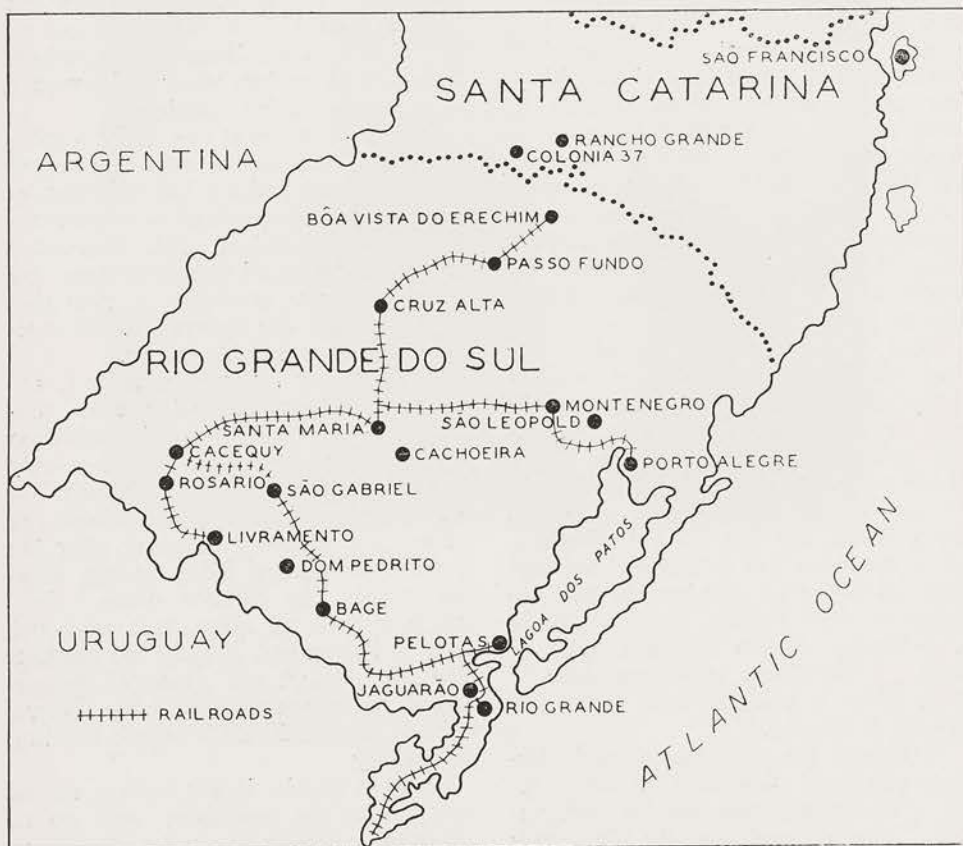 SAÕ FRANCISCO
SANTA CATARINA
RANCHO GRANDE
COLONIA 37
ARGENTINA
BÔA VISTA DO ERECHIM
PASSO FUNDO
CRUZ ALTA
RIO GRANDE DO SUL
MONTENEGRO
SÃO LEOPOLD
SANTA MARIA
CACEQUY
CACHOEIRA
PORTO ALEGRE
ROSARIO
SÃO GABRIEL
LIVRAMENTO
DOM PEDRITO
BAGE
LAGOA DOS PATOS
ATLANTIC OCEAN
URUGUAY
PELOTAS
JAGUARÃO
RIO GRANDE
RAILROADS